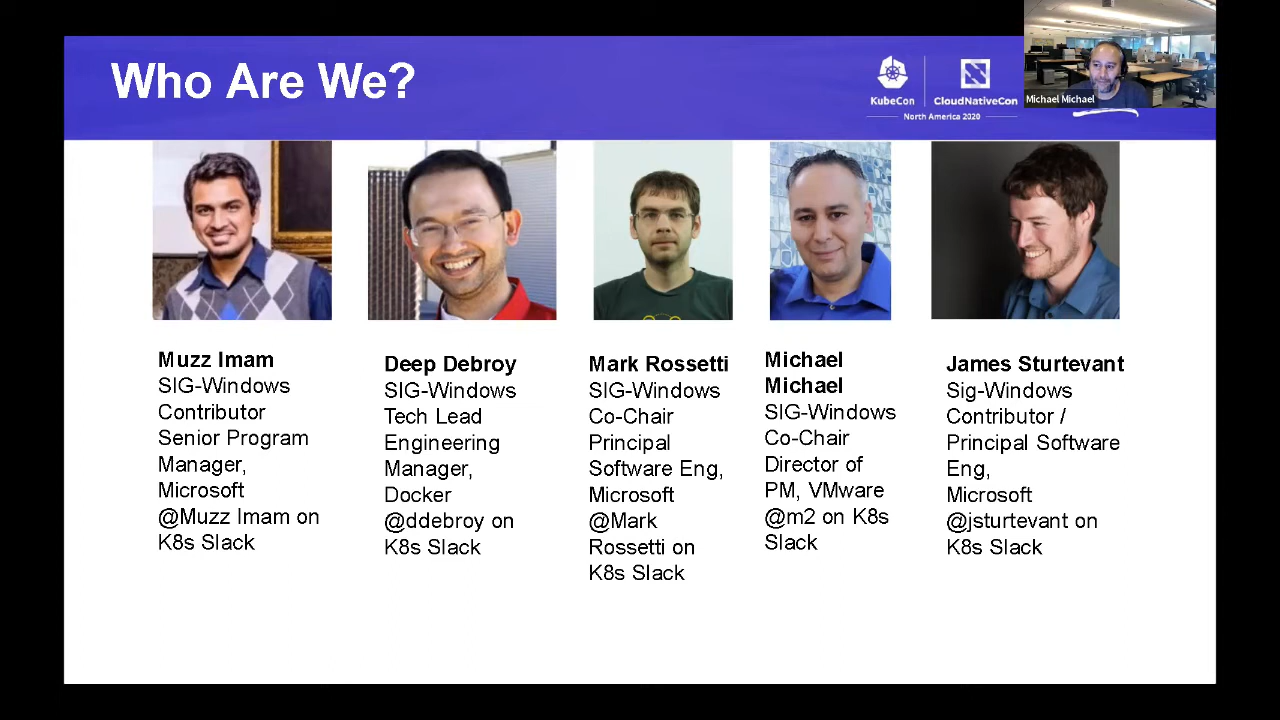 Who Are We?
KubeCon
CloudNativeCon
North America 2020
Michael Michael
Muzz Imam
SIG-Windows
Contributor
Senior Program
Manager,
Microsoft
@Muzz Imam on
K8s Slack
Deep Debroy
SIG-Windows
Tech Lead
Engineering
Manager,
Docker
@ddebroy on
K8s Slack
Mark Rossetti
SIG-Windows
Co-Chair
Principal
Software Eng,
Microsoft
@Mark
Rossetti on
K8s Slack
Michael
Michael
SIG-Windows
Co-Chair
Director of
PM, VMware
@m2 on K8s
Slack
James Sturtevant
Sig-Windows
Contributor /
Principal Software
Eng,
Microsoft
@jsturtevant on
K8s Slack